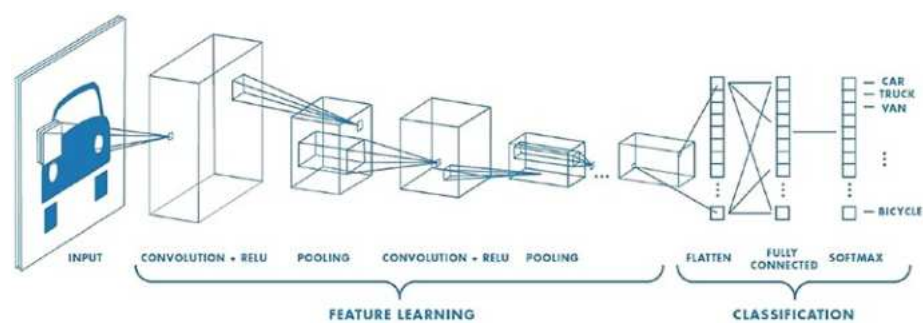 CAR
TRUCK
VAN
BICYCLE
INPUT CONVOLUTION + RELU POOLING CONVOLUTION + RELU POOLING FLATTEN FULLY CONNECTED SOFTMAX
FEATURE LEARNING CLASSIFICATION